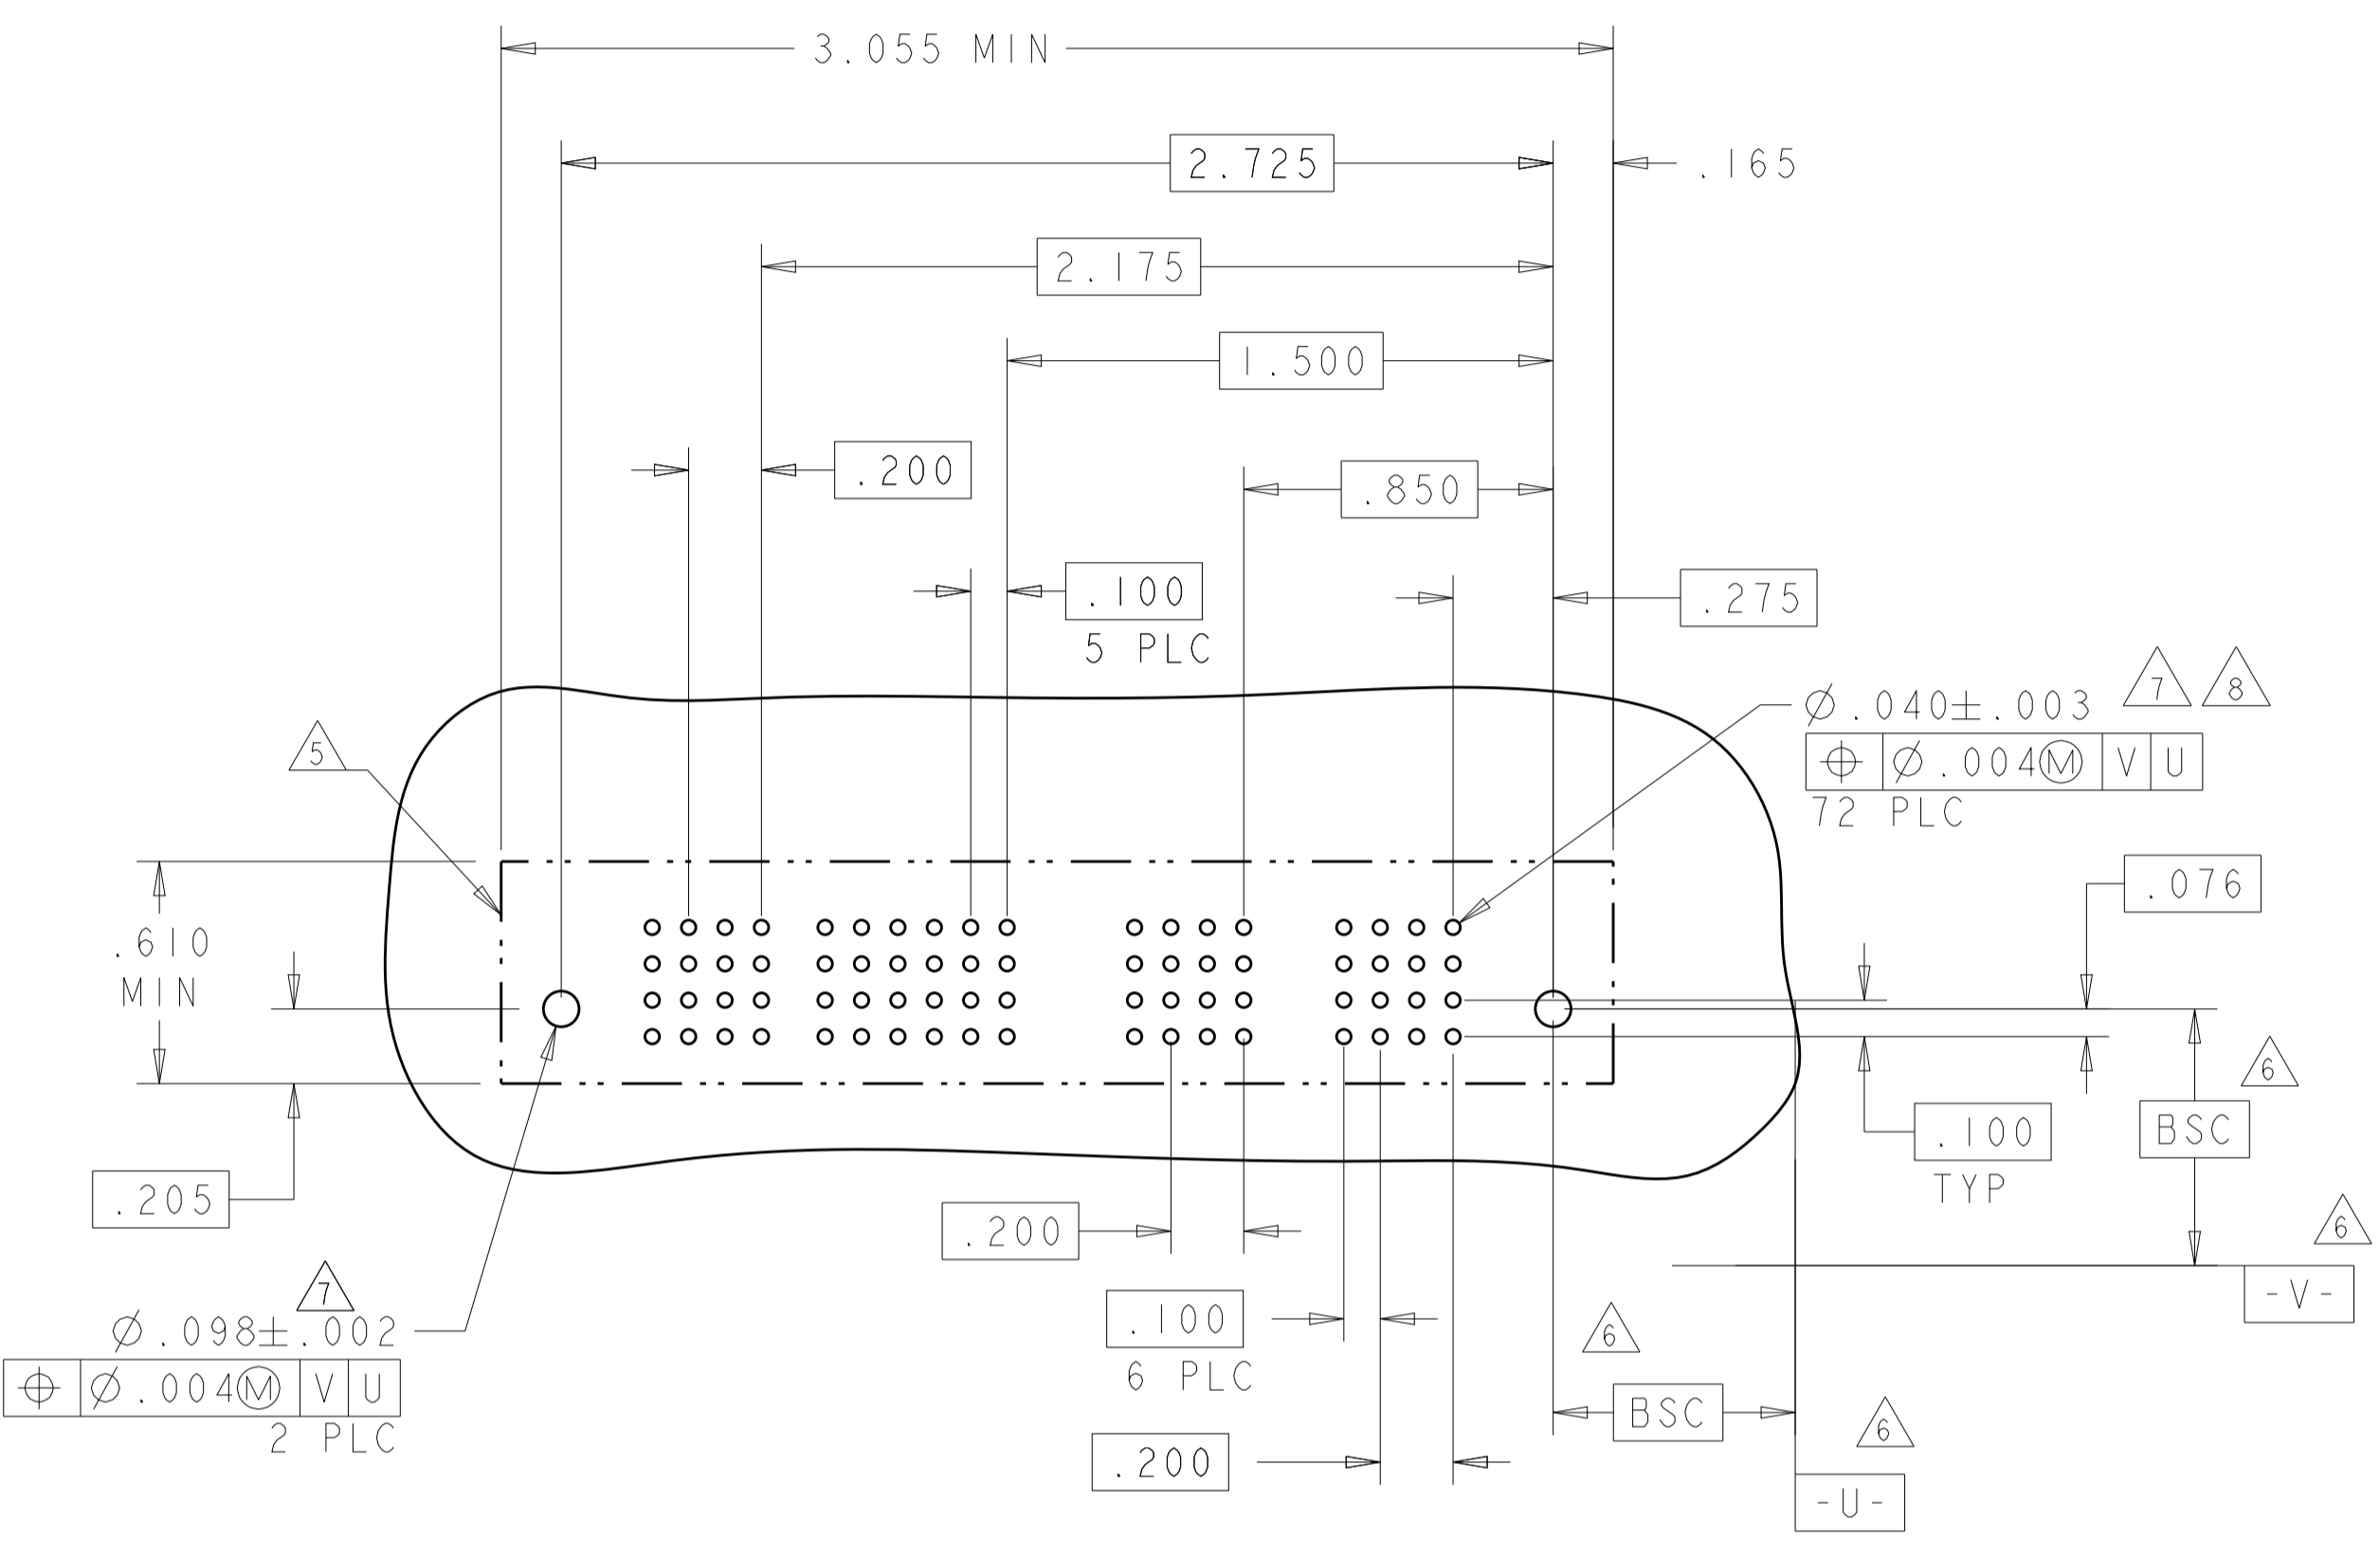 3.055 MIN
2.725
.165
2.175
1.500
.200
.850
.100
5 PLC
.275
7
8
5
Ø.040±.003
⌖ Ø.004Ⓜ V U
72 PLC
.076
.610
MIN
6
.100
TYP
BSC
.205
.200
6
-V-
7
Ø.098±.002
⌖ Ø.004Ⓜ V U
2 PLC
.100
6 PLC
6
BSC
6
.200
-U-